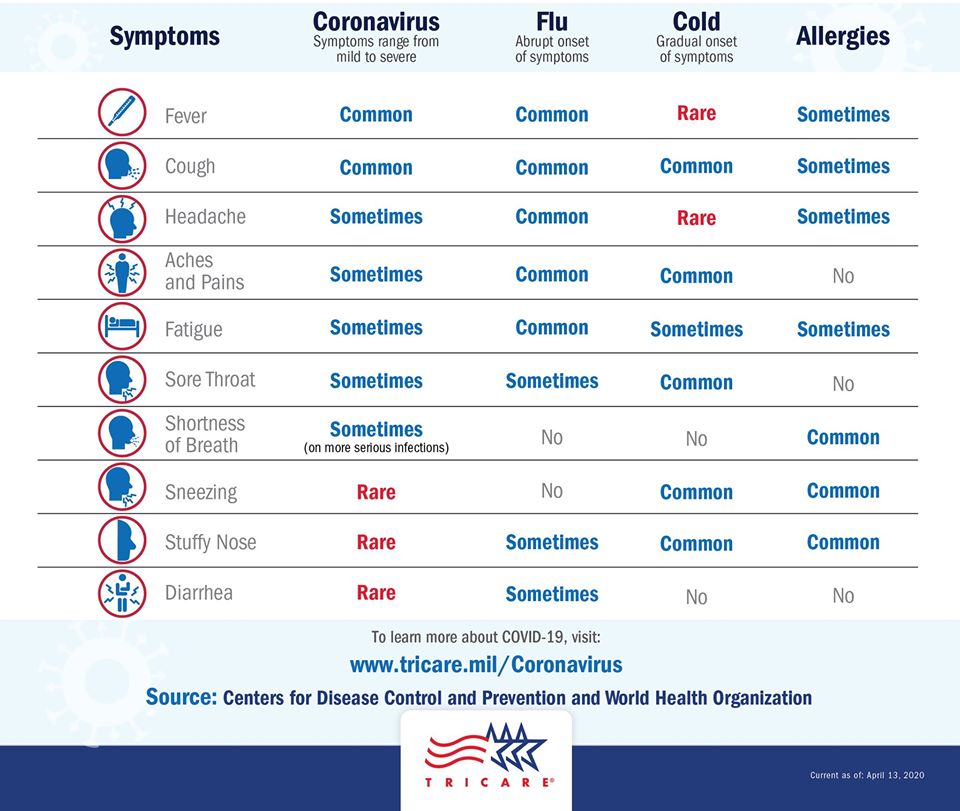 Symptoms Coronavirus Flu Cold Allergies
Symptoms range from Abrupt onset Gradual onset
mild to severe of symptoms of symptoms
Fever Common Common Rare Sometimes
Cough Common Common Common Sometimes
Headache Sometimes Common Rare Sometimes
Aches
and Pains Sometimes Common Common No
Fatigue Sometimes Common Sometimes Sometimes
Sore Throat Sometimes Sometimes Common No
Shortness
of Breath Sometimes No No Common
(on more serious infections)
Sneezing Rare No Common Common
Stuffy Nose Rare Sometimes Common Common
Diarrhea Rare Sometimes No No
To learn more about COVID-19, visit:
www.tricare.mil/Coronavirus
Source: Centers for Disease Control and Prevention and World Health Organization
TRICARE®
Current as of: April 13, 2020